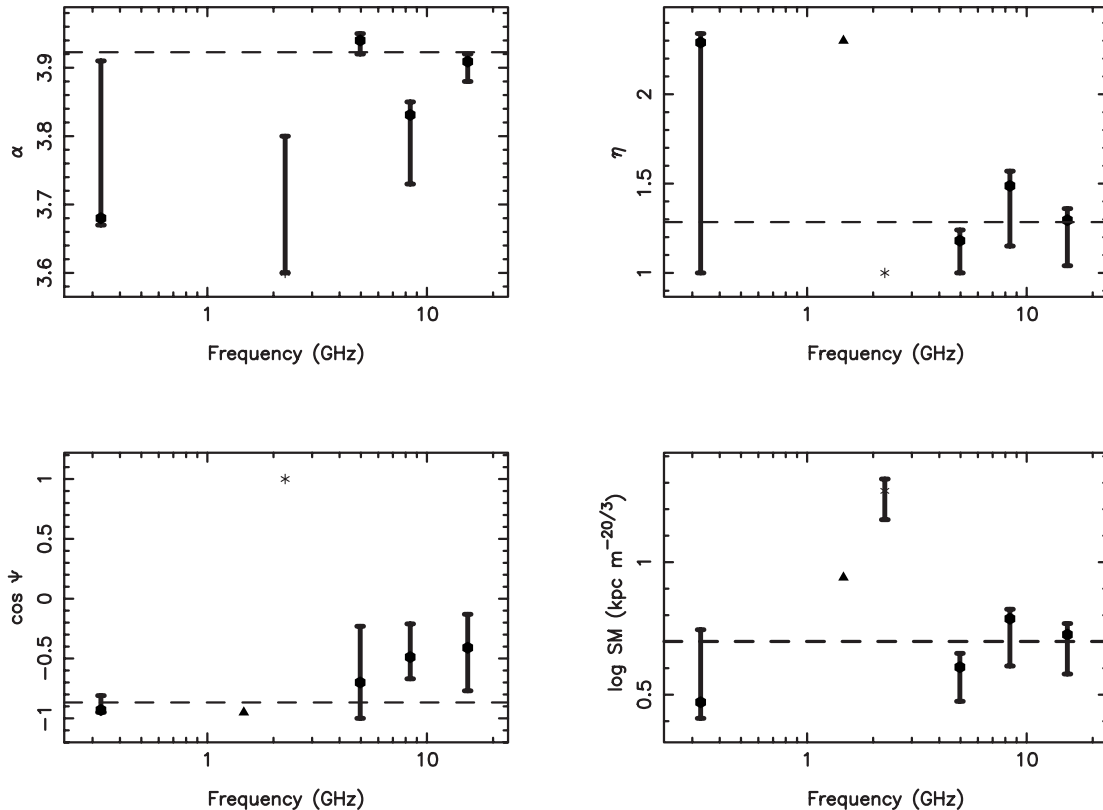 α
3.9
3.8
3.7
3.6
1
10
Frequency (GHz)
η
2
1.5
1
1
10
Frequency (GHz)
cos ψ
1
0.5
0
−0.5
−1
1
10
Frequency (GHz)
log SM (kpc m−20/3)
1
0.5
1
10
Frequency (GHz)